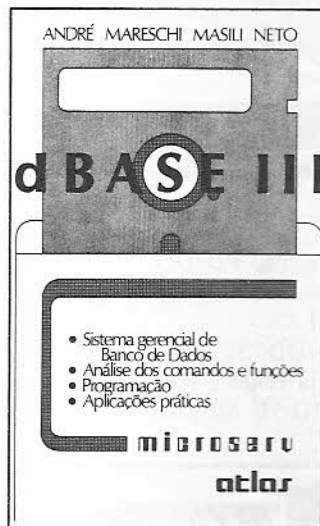 ANDRÉ MARESCHI MASILI NETO
dBASE III
• Sistema gerencial de
Banco de Dados
• Análise dos comandos e funções
• Programação
• Aplicações práticas
microserv
atlas